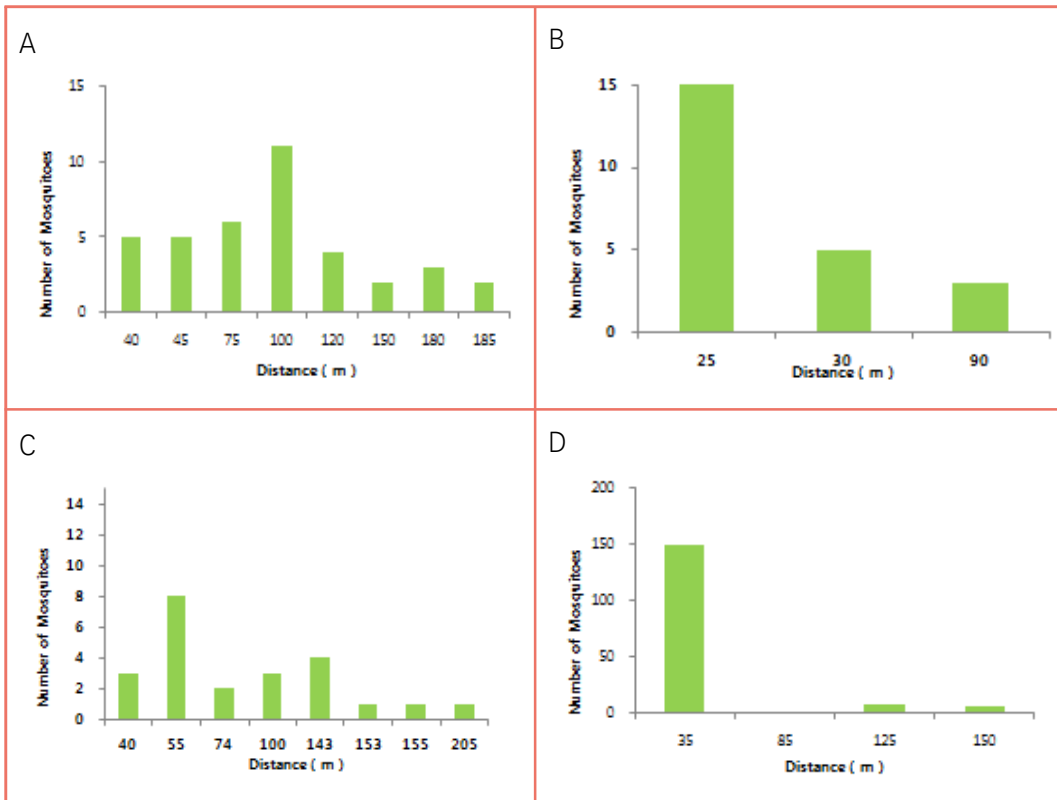 A
Number of Mosquitoes
15
10
5
0
40 45 75 100 120 150 180 185
Distance ( m )
B
Number of Mosquitoes
15
10
5
0
25 30 90
Distance ( m )
C
Number of Mosquitoes
14
12
10
8
6
4
2
0
40 55 74 100 143 153 155 205
Distance ( m )
D
Number of Mosquitoes
200
150
100
50
0
35 85 125 150
Distance ( m )